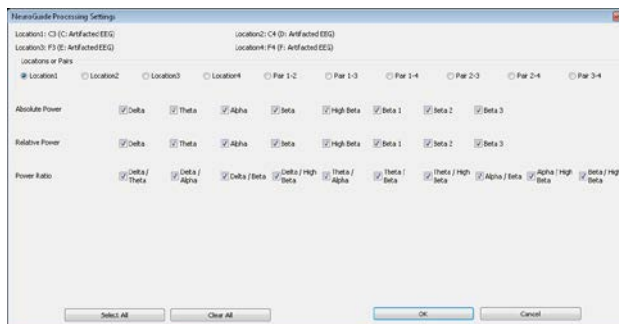 NeuroGuide Processing Settings
Location1: C3 (C: Artifacted EEG) Location2: C4 (D: Artifacted EEG)
Location3: F3 (E: Artifacted EEG) Location4: F4 (F: Artifacted EEG)
Locations or Pairs
Location1 Location2 Location3 Location4 Pair 1-2 Pair 1-3 Pair 1-4 Pair 2-3 Pair 2-4 Pair 3-4
Absolute Power Delta Theta Alpha Beta High Beta Beta 1 Beta 2 Beta 3
Relative Power Delta Theta Alpha Beta High Beta Beta 1 Beta 2 Beta 3
Power Ratio Delta / Theta Delta / Alpha Delta / Beta Delta / High Beta Theta / Alpha Theta / Beta Theta / High Beta Alpha / Beta Alpha / High Beta Beta / High Beta
Select All Clear All OK Cancel